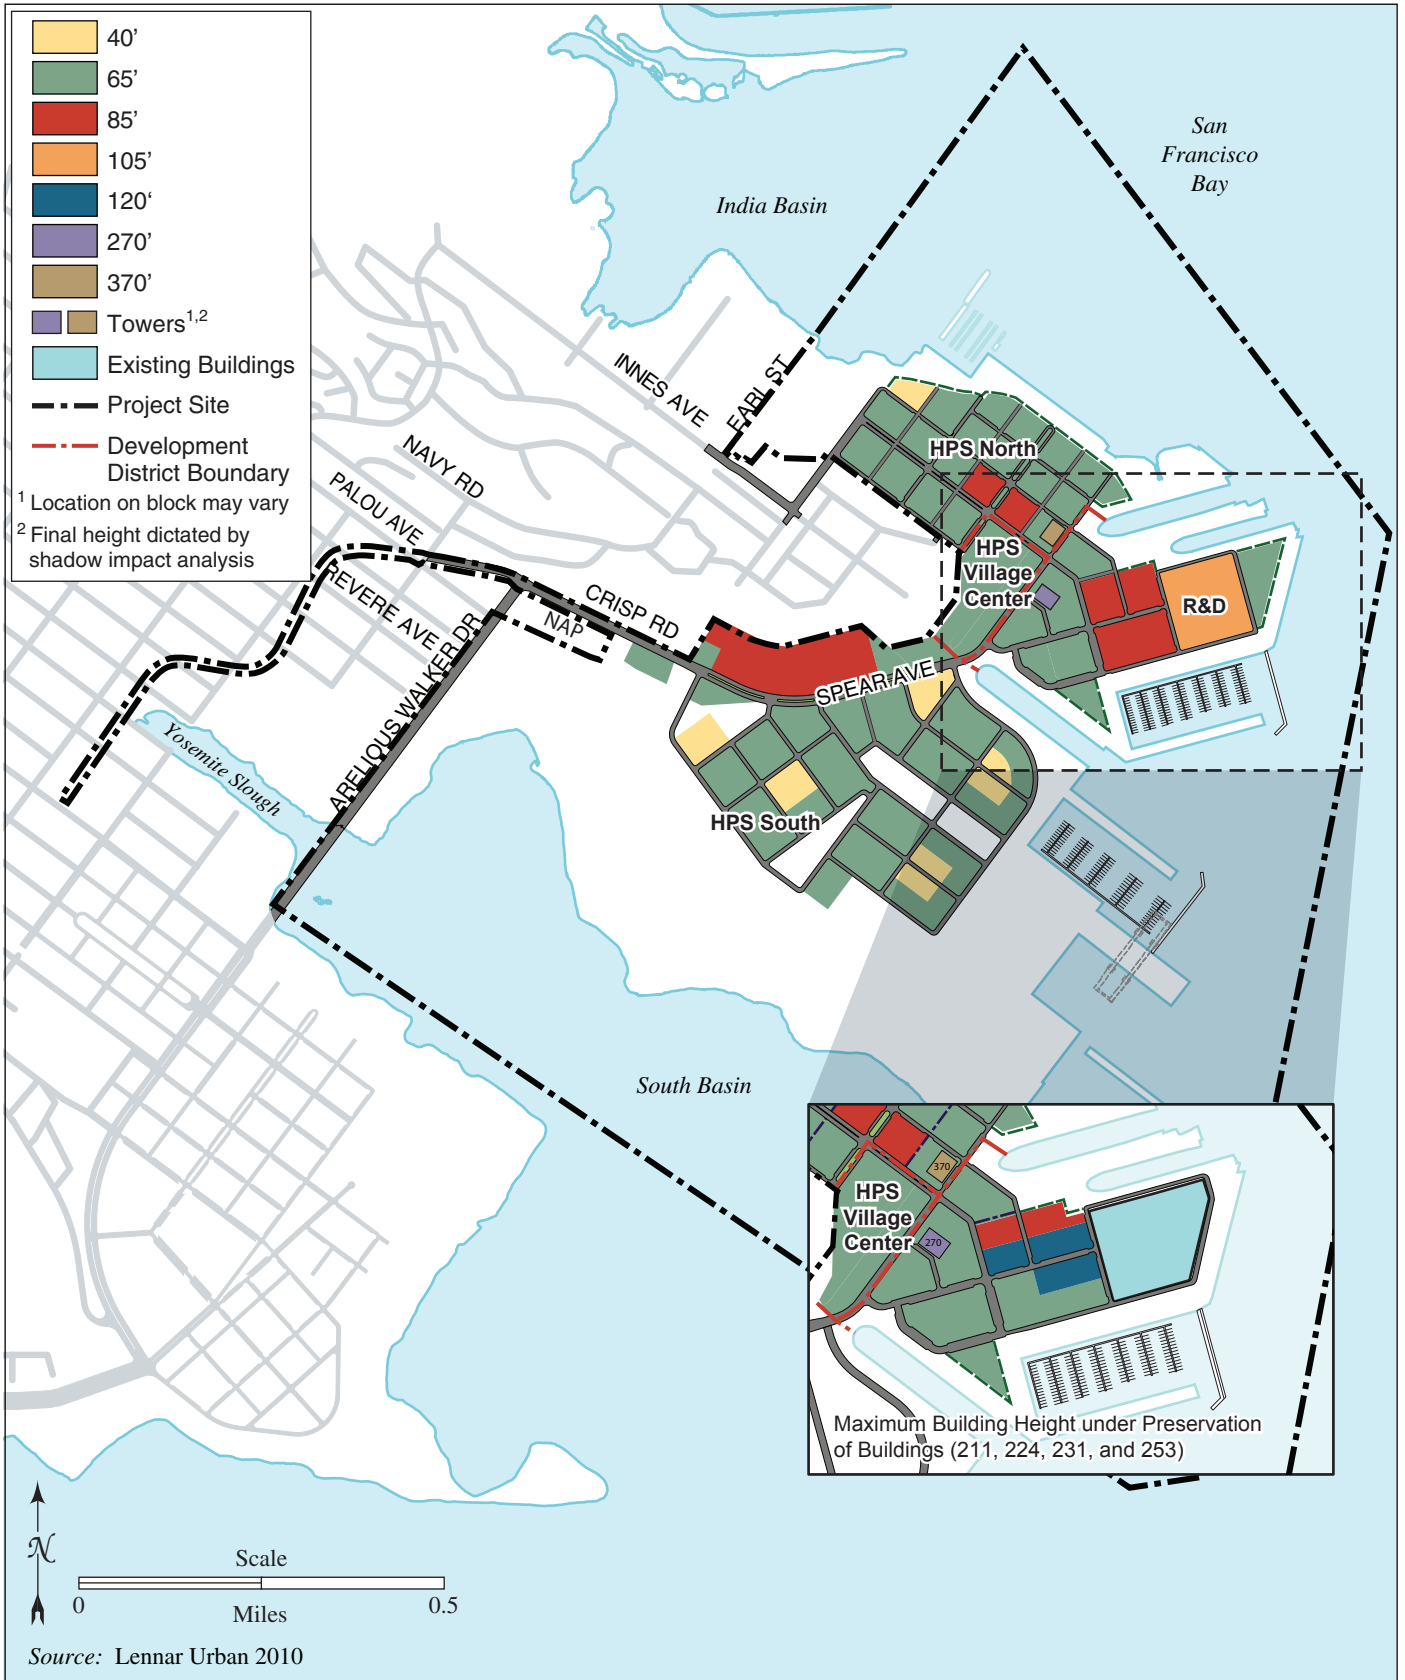 40'
65'
85'
105'
120‘
270'
370'
Towers1,2
Existing Buildings
Project Site
Development
District Boundary
1 Location on block may vary
2 Final height dictated by
shadow impact analysis
San
Francisco
Bay
India Basin
INNES AVE
EARL ST
NAVY RD
PALOU AVE
REVERE AVE
CRISP RD
NAP
ARELIOUS WALKER DR
Yosemite Slough
HPS North
HPS
Village
Center
R&D
SPEAR AVE
HPS South
South Basin
370
HPS
Village
Center
270
Maximum Building Height under Preservation
of Buildings (211, 224, 231, and 253)
N
Scale
0
0.5
Miles
Source: Lennar Urban 2010